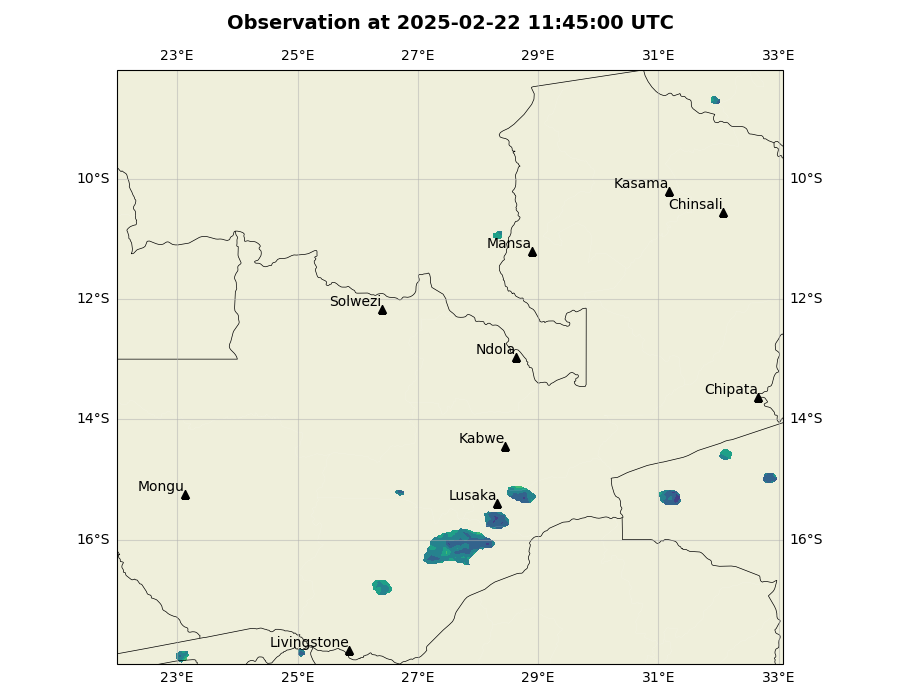 Observation at 2025-02-22 11:45:00 UTC
23°E 25°E 27°E 29°E 31°E 33°E
10°S 10°S
Kasama
Chinsali
Mansa
12°S 12°S
Solwezi
Ndola
Chipata
14°S 14°S
Kabwe
Mongu
Lusaka
16°S 16°S
Livingstone
23°E 25°E 27°E 29°E 31°E 33°E